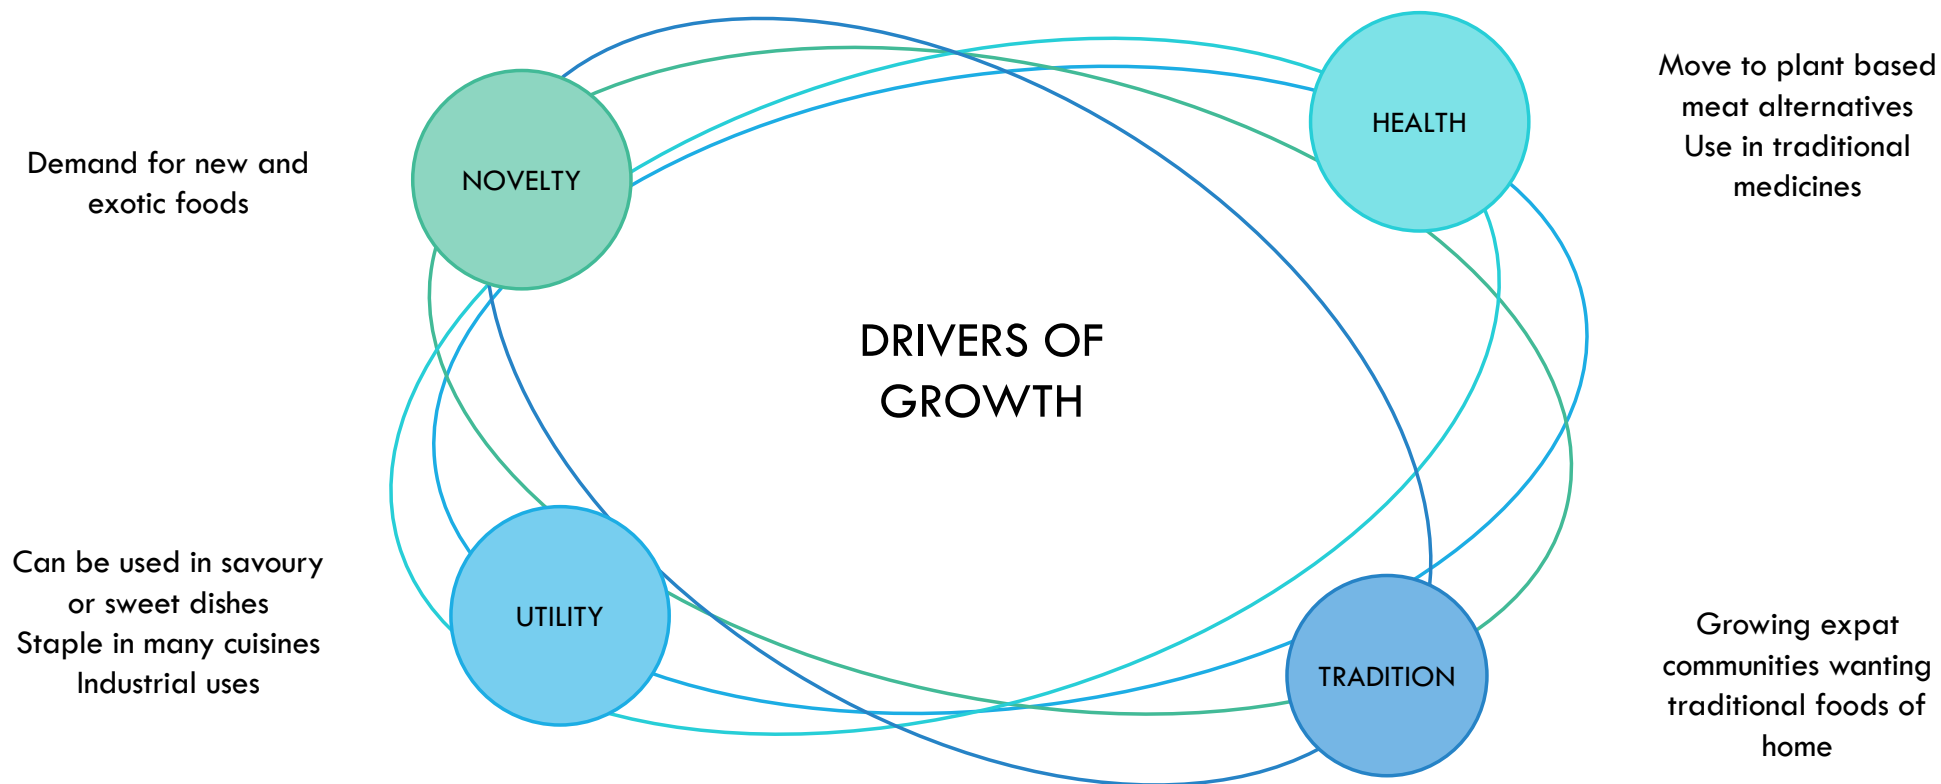 Demand for new and
exotic foods
NOVELTY
HEALTH
Move to plant based
meat alternatives
Use in traditional
medicines
DRIVERS OF
GROWTH
Can be used in savoury
or sweet dishes
Staple in many cuisines
Industrial uses
UTILITY
TRADITION
Growing expat
communities wanting
traditional foods of
home